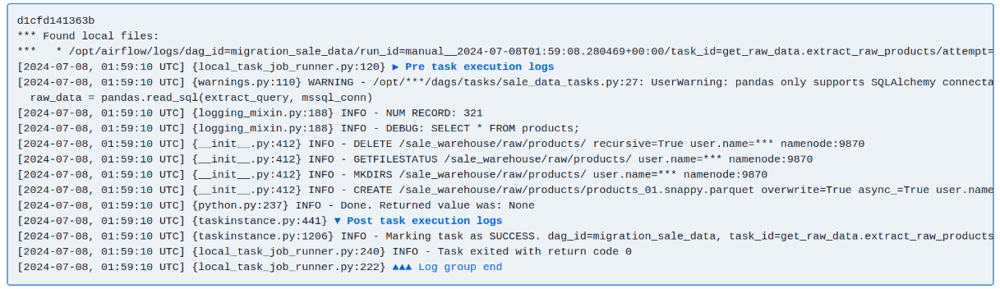 d1cfd141363b
*** Found local files:
***   * /opt/airflow/logs/dag_id=migration_sale_data/run_id=manual__2024-07-08T01:59:08.280469+00:00/task_id=get_raw_data.extract_raw_products/attempt=
[2024-07-08, 01:59:10 UTC] {local_task_job_runner.py:120} ▶ Pre task execution logs
[2024-07-08, 01:59:10 UTC] {warnings.py:110} WARNING - /opt/***/dags/tasks/sale_data_tasks.py:27: UserWarning: pandas only supports SQLAlchemy connecta
  raw_data = pandas.read_sql(extract_query, mssql_conn)
[2024-07-08, 01:59:10 UTC] {logging_mixin.py:188} INFO - NUM RECORD: 321
[2024-07-08, 01:59:10 UTC] {logging_mixin.py:188} INFO - DEBUG: SELECT * FROM products;
[2024-07-08, 01:59:10 UTC] {__init__.py:412} INFO - DELETE /sale_warehouse/raw/products/ recursive=True user.name=*** namenode:9870
[2024-07-08, 01:59:10 UTC] {__init__.py:412} INFO - GETFILESTATUS /sale_warehouse/raw/products/ user.name=*** namenode:9870
[2024-07-08, 01:59:10 UTC] {__init__.py:412} INFO - MKDIRS /sale_warehouse/raw/products/ user.name=*** namenode:9870
[2024-07-08, 01:59:10 UTC] {__init__.py:412} INFO - CREATE /sale_warehouse/raw/products/products_01.snappy.parquet overwrite=True async_=True user.name
[2024-07-08, 01:59:10 UTC] {python.py:237} INFO - Done. Returned value was: None
[2024-07-08, 01:59:10 UTC] {taskinstance.py:441} ▼ Post task execution logs
[2024-07-08, 01:59:10 UTC] {taskinstance.py:1206} INFO - Marking task as SUCCESS. dag_id=migration_sale_data, task_id=get_raw_data.extract_raw_products
[2024-07-08, 01:59:10 UTC] {local_task_job_runner.py:240} INFO - Task exited with return code 0
[2024-07-08, 01:59:10 UTC] {local_task_job_runner.py:222} ▲▲▲ Log group end